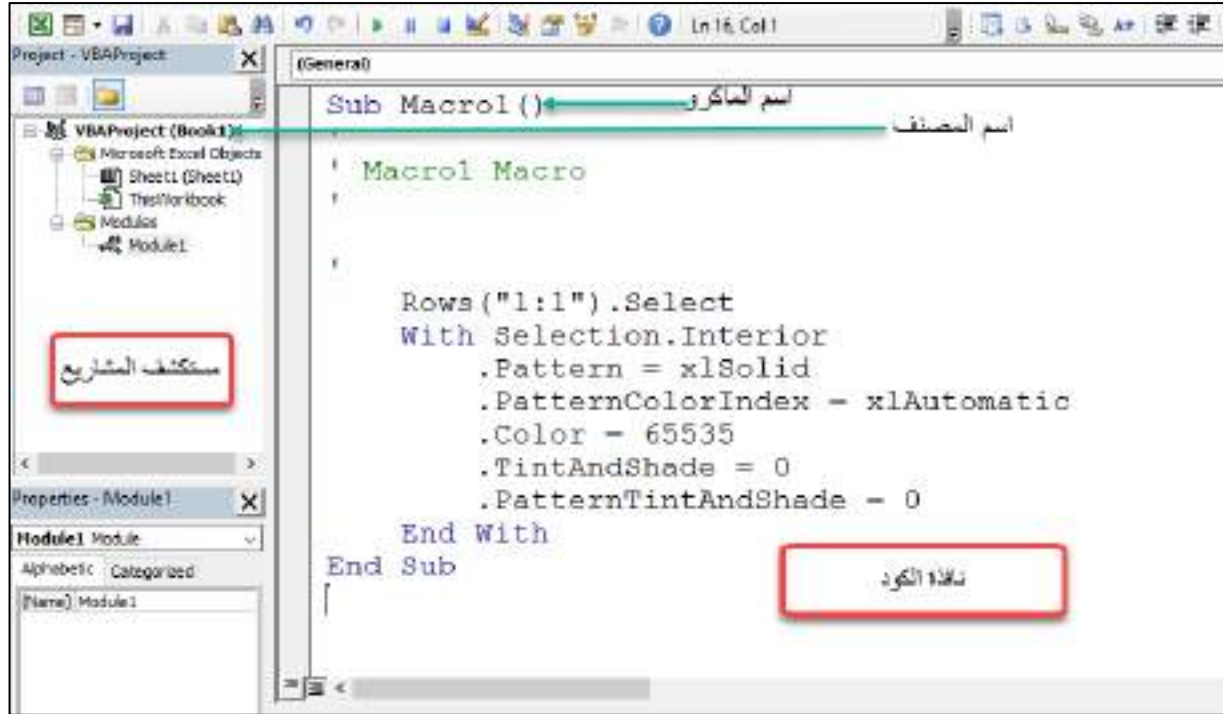 Ln 16, Col 1
Project - VBAProject
(General)
VBAProject (Book1)
Microsoft Excel Objects
Sheet1 (Sheet1)
ThisWorkbook
Modules
Module1
مستكشف المشاريع
Properties - Module1
Module1 Module
Alphabetic Categorized
(Name) Module1
Sub Macro1()
اسم الماكرو
اسم المصنف
'
' Macro1 Macro
'
'
Rows("1:1").Select
With Selection.Interior
.Pattern = xlSolid
.PatternColorIndex = xlAutomatic
.Color = 65535
.TintAndShade = 0
.PatternTintAndShade = 0
End With
End Sub
نافذة الكود